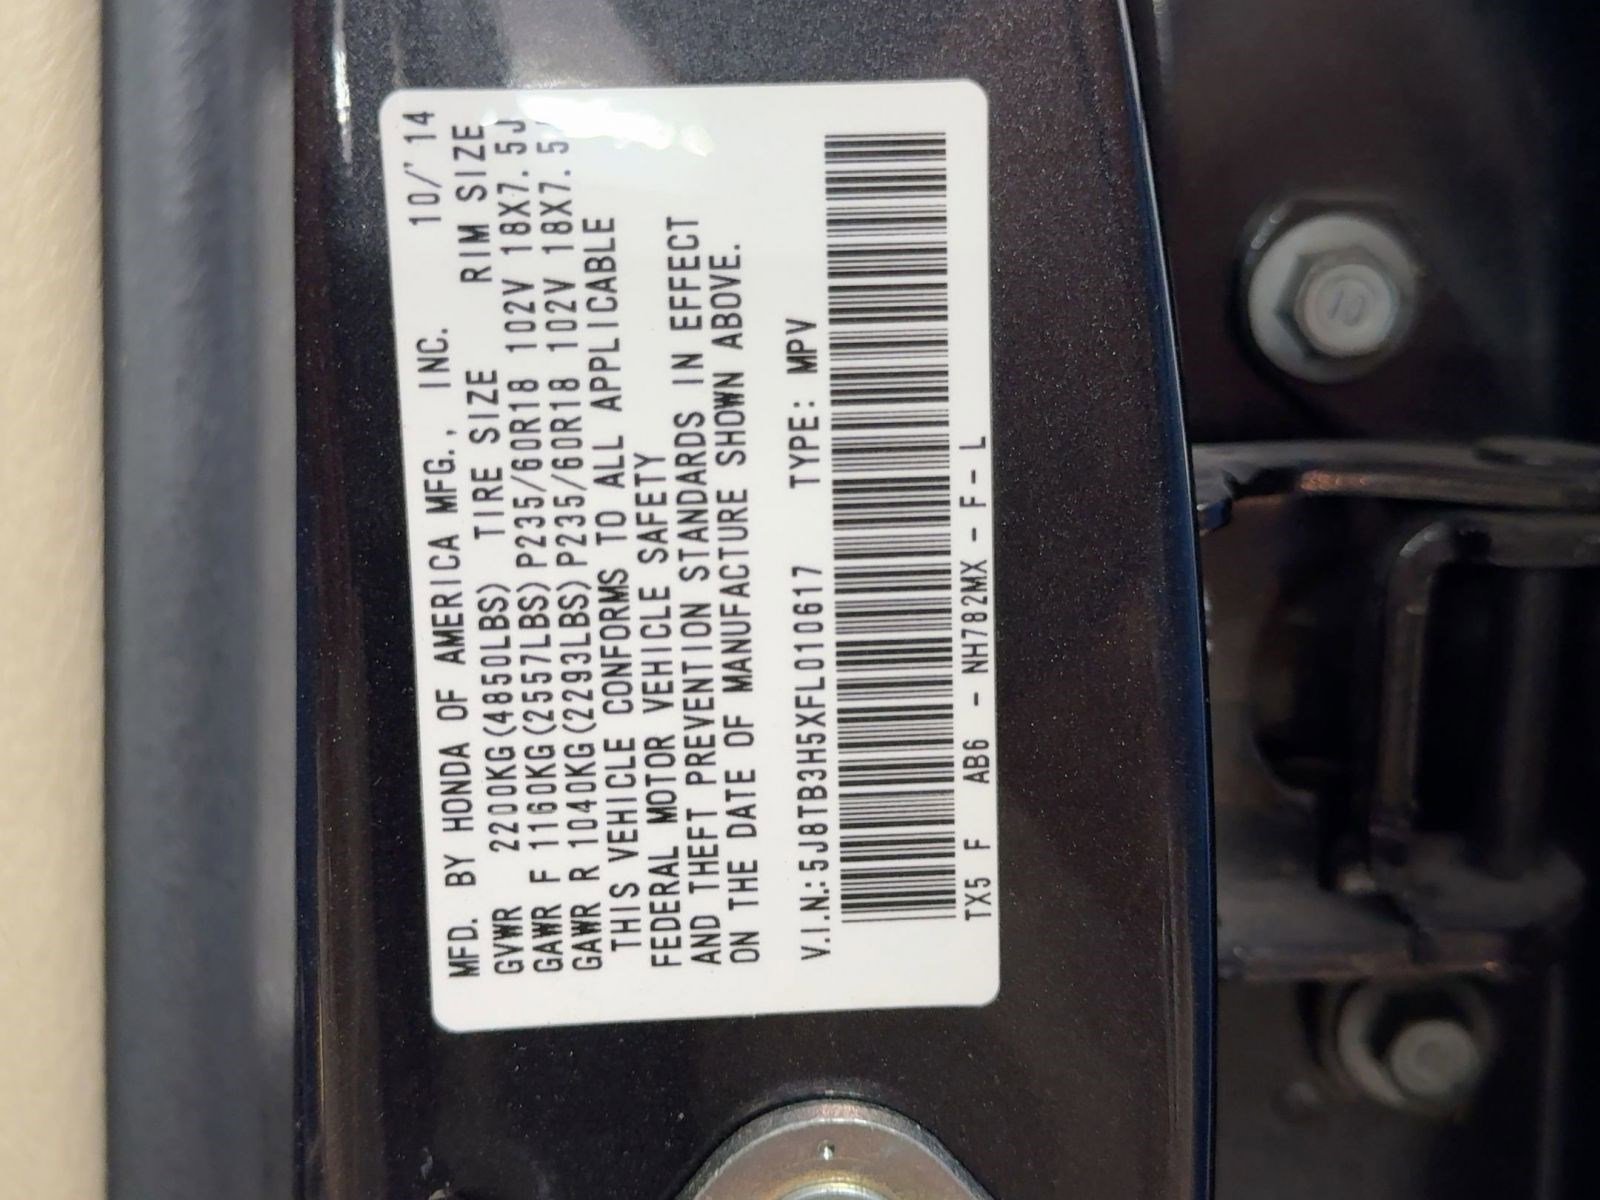 MFD. BY HONDA OF AMERICA MFG., INC. 10/'14
GVWR 2200KG(4850LBS) TIRE SIZE RIM SIZE
GAWR F 1160KG(2557LBS)P235/60R18 102V 18X7.5J
GAWR R 1040KG(2293LBS)P235/60R18 102V 18X7.5
THIS VEHICLE CONFORMS TO ALL APPLICABLE
FEDERAL MOTOR VEHICLE SAFETY
AND THEFT PREVENTION STANDARDS IN EFFECT
ON THE DATE OF MANUFACTURE SHOWN ABOVE.
V.I.N.:5J8TB3H5XFL010617 TYPE: MPV
TX5 F AB6 - NH782MX - F- L